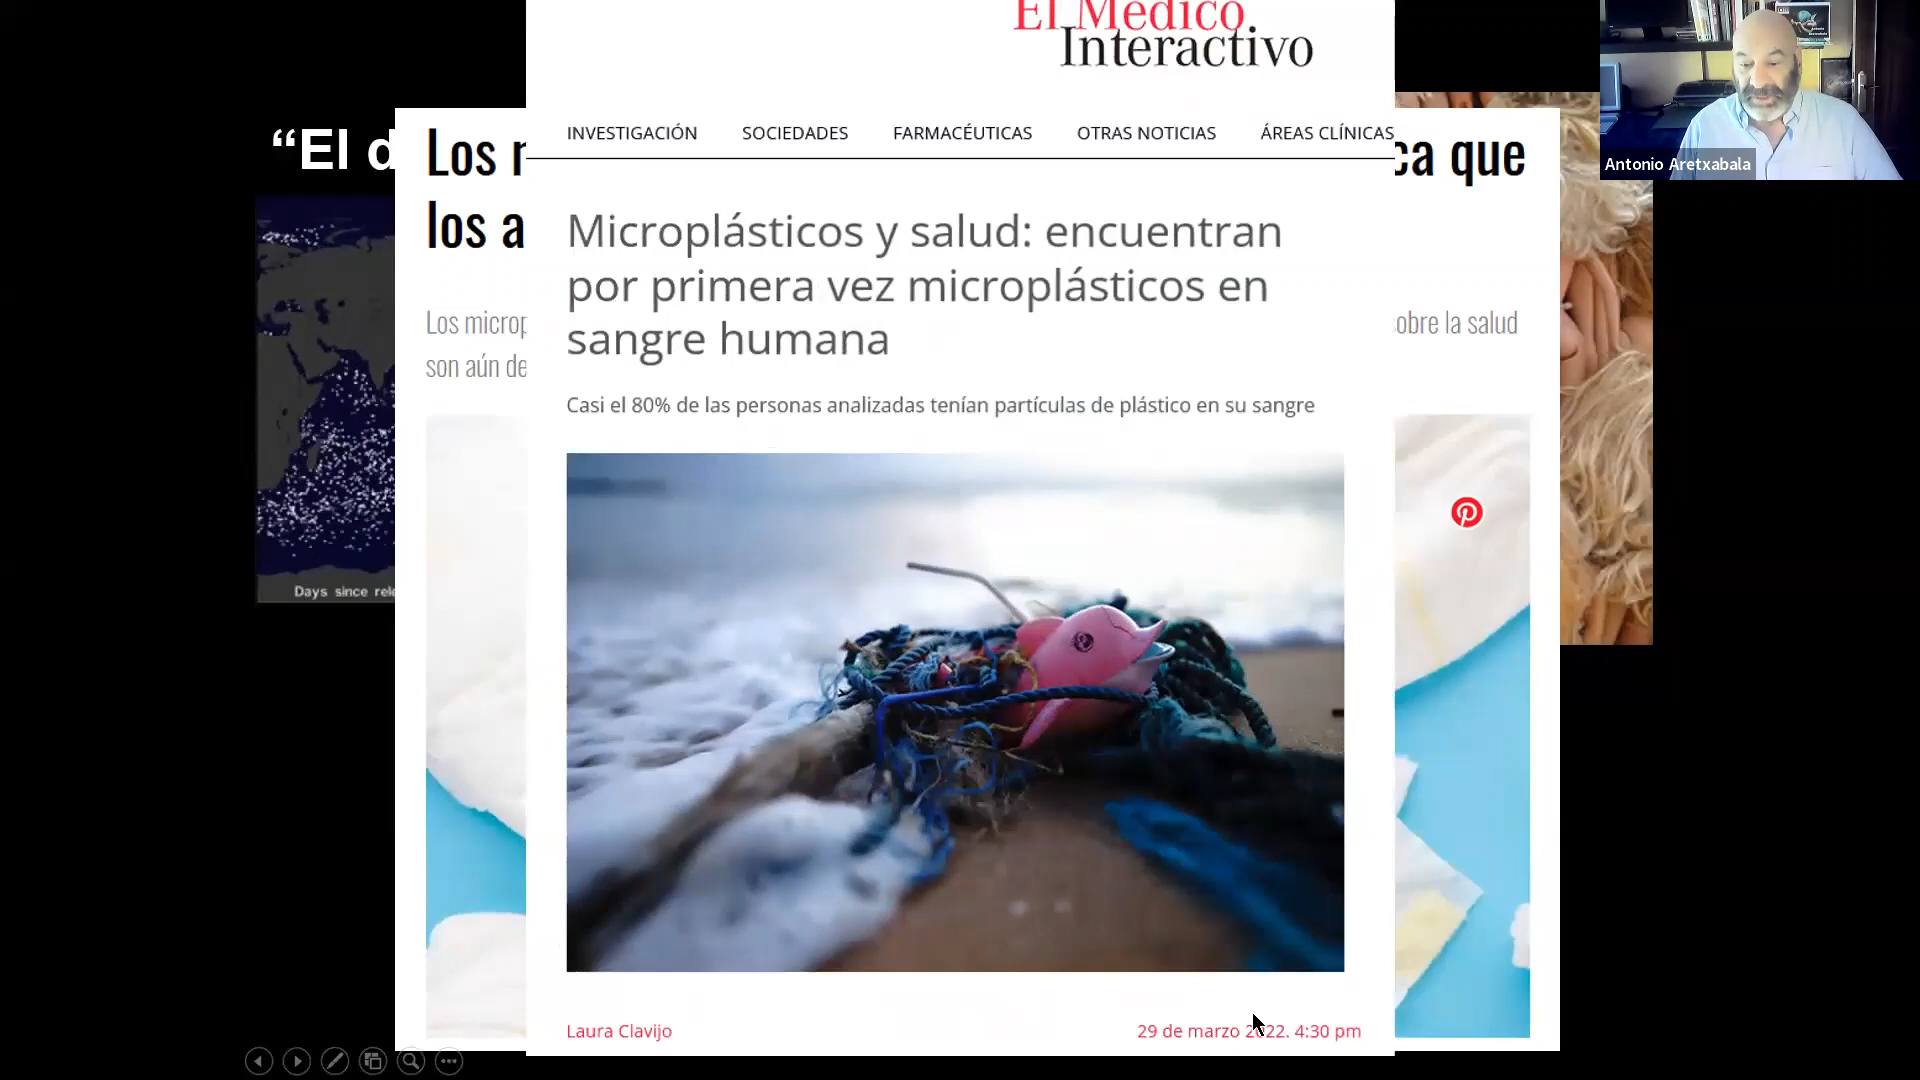 El Médico
Interactivo
INVESTIGACIÓN SOCIEDADES FARMACÉUTICAS OTRAS NOTICIAS ÁREAS CLÍNICAS
Antonio Aretxabala
“El d
Los
ca que
los a
Microplásticos y salud: encuentran
por primera vez microplásticos en
sangre humana
Los microp
obre la salud
son aún de
Casi el 80% de las personas analizadas tenían partículas de plástico en su sangre
Days since rele
Laura Clavijo 29 de marzo 2022. 4:30 pm